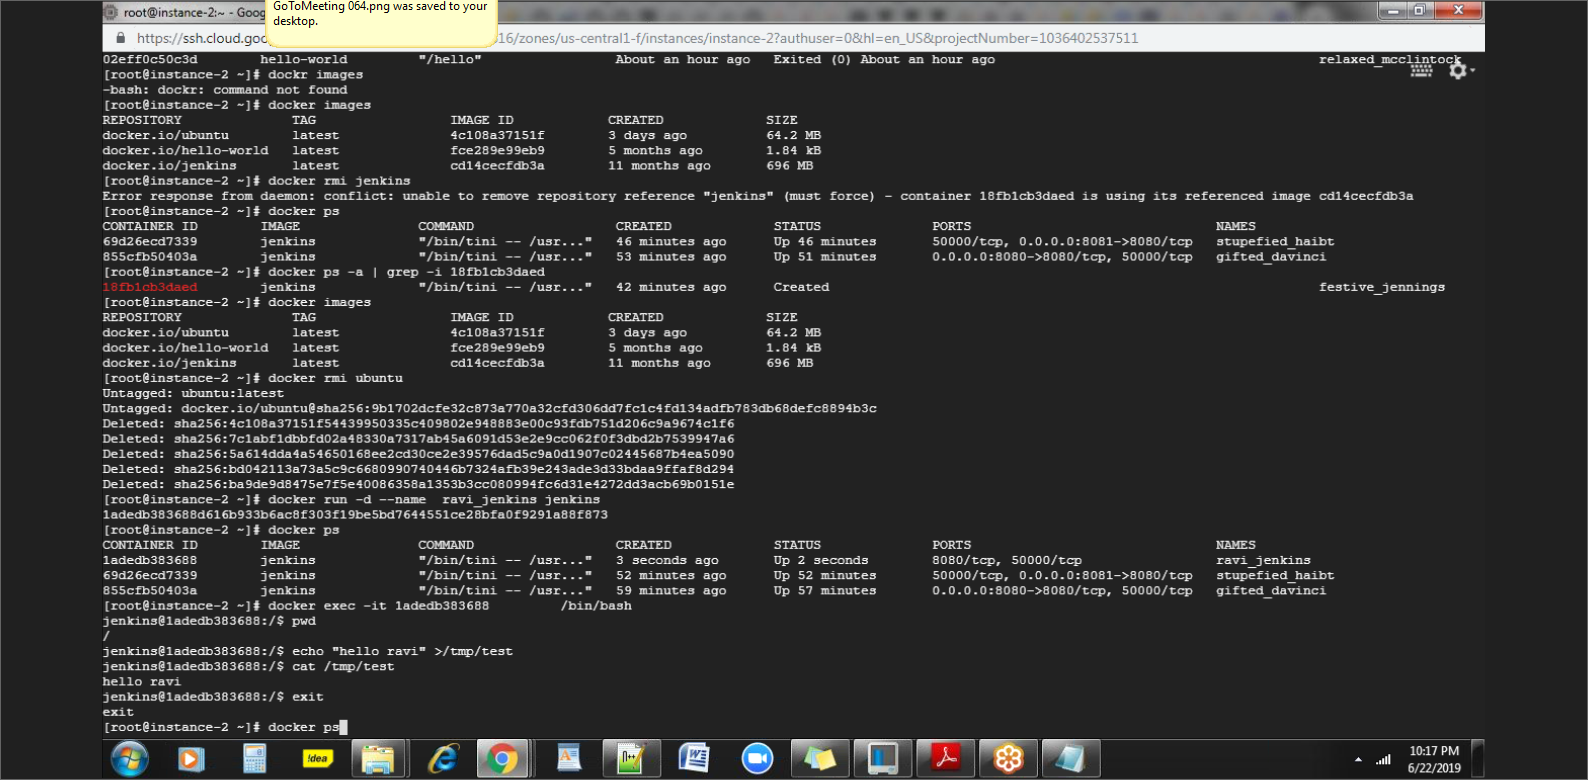 GoToMeeting 064.png was saved to your desktop.
root@instance-2:~ - Goog
https://ssh.cloud.goo 16/zones/us-central1-f/instances/instance-2?authuser=0&hl=en_US&projectNumber=1036402537511
02eff0c50c3d hello-world "/hello" About an hour ago Exited (0) About an hour ago relaxed_mcclintock
[root@instance-2 ~]# dockr images
-bash: dockr: command not found
[root@instance-2 ~]# docker images
REPOSITORY TAG IMAGE ID CREATED SIZE
docker.io/ubuntu latest 4c108a37151f 3 days ago 64.2 MB
docker.io/hello-world latest fce289e99eb9 5 months ago 1.84 kB
docker.io/jenkins latest cd14cecfdb3a 11 months ago 696 MB
[root@instance-2 ~]# docker rmi jenkins
Error response from daemon: conflict: unable to remove repository reference "jenkins" (must force) - container 18fb1cb3daed is using its referenced image cd14cecfdb3a
[root@instance-2 ~]# docker ps
CONTAINER ID IMAGE COMMAND CREATED STATUS PORTS NAMES
69d26ecd7339 jenkins "/bin/tini -- /usr..." 46 minutes ago Up 46 minutes 50000/tcp, 0.0.0.0:8081->8080/tcp stupefied_haibt
855cfb50403a jenkins "/bin/tini -- /usr..." 53 minutes ago Up 51 minutes 0.0.0.0:8080->8080/tcp, 50000/tcp gifted_davinci
[root@instance-2 ~]# docker ps -a | grep -i 18fb1cb3daed
18fb1cb3daed jenkins "/bin/tini -- /usr..." 42 minutes ago Created festive_jennings
[root@instance-2 ~]# docker images
REPOSITORY TAG IMAGE ID CREATED SIZE
docker.io/ubuntu latest 4c108a37151f 3 days ago 64.2 MB
docker.io/hello-world latest fce289e99eb9 5 months ago 1.84 kB
docker.io/jenkins latest cd14cecfdb3a 11 months ago 696 MB
[root@instance-2 ~]# docker rmi ubuntu
Untagged: ubuntu:latest
Untagged: docker.io/ubuntu@sha256:9b1702dcfe32c873a770a32cfd306dd7fc1c4fd134adfb783db68defc8894b3c
Deleted: sha256:4c108a37151f54439950335c409802e948883e00c93fdb751d206c9a9674c1f6
Deleted: sha256:7c1abf1dbbfd02a48330a7317ab45a6091d53e2e9cc062f0f3dbd2b7539947a6
Deleted: sha256:5a614dda4a54650168ee2cd30ce2e39576dad5c9a0d1907c02445687b4ea5090
Deleted: sha256:bd042113a73a5c9c6680990740446b7324afb39e243ade3d33bdaa9ffaf8d294
Deleted: sha256:ba9de9d8475e7f5e40086358a1353b3cc080994fc6d31e4272dd3acb69b0151e
[root@instance-2 ~]# docker run -d --name ravi_jenkins jenkins
1adedb383688d616b933b6ac8f303f19be5bd7644551ce28bfa0f9291a88f873
[root@instance-2 ~]# docker ps
CONTAINER ID IMAGE COMMAND CREATED STATUS PORTS NAMES
1adedb383688 jenkins "/bin/tini -- /usr..." 3 seconds ago Up 2 seconds 8080/tcp, 50000/tcp ravi_jenkins
69d26ecd7339 jenkins "/bin/tini -- /usr..." 52 minutes ago Up 52 minutes 50000/tcp, 0.0.0.0:8081->8080/tcp stupefied_haibt
855cfb50403a jenkins "/bin/tini -- /usr..." 59 minutes ago Up 57 minutes 0.0.0.0:8080->8080/tcp, 50000/tcp gifted_davinci
[root@instance-2 ~]# docker exec -it 1adedb383688 /bin/bash
jenkins@1adedb383688:/$ pwd
/
jenkins@1adedb383688:/$ echo "hello ravi" >/tmp/test
jenkins@1adedb383688:/$ cat /tmp/test
hello ravi
jenkins@1adedb383688:/$ exit
exit
[root@instance-2 ~]# docker ps
!dea
10:17 PM
6/22/2019